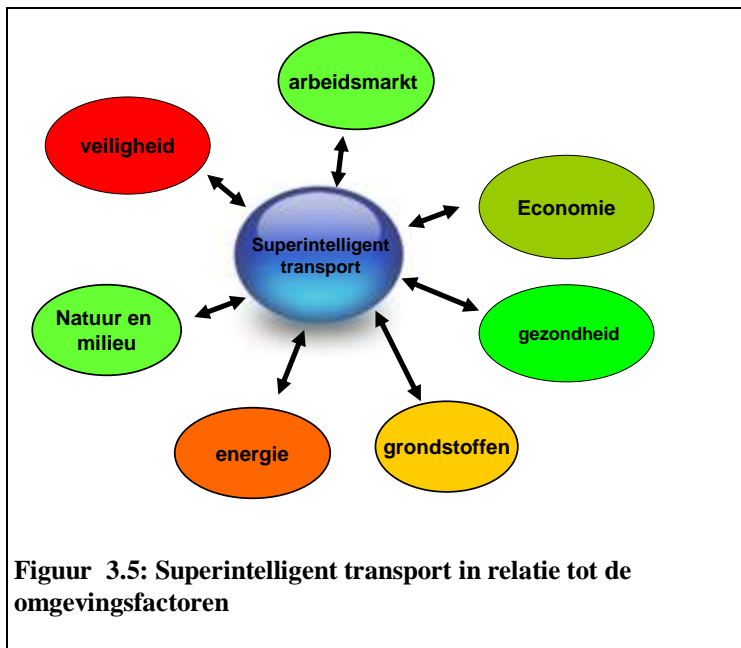 arbeidsmarkt
veiligheid
Economie
Superintelligent
transport
Natuur en
milieu
gezondheid
energie
grondstoffen
Figuur 3.5: Superintelligent transport in relatie tot de
omgevingsfactoren